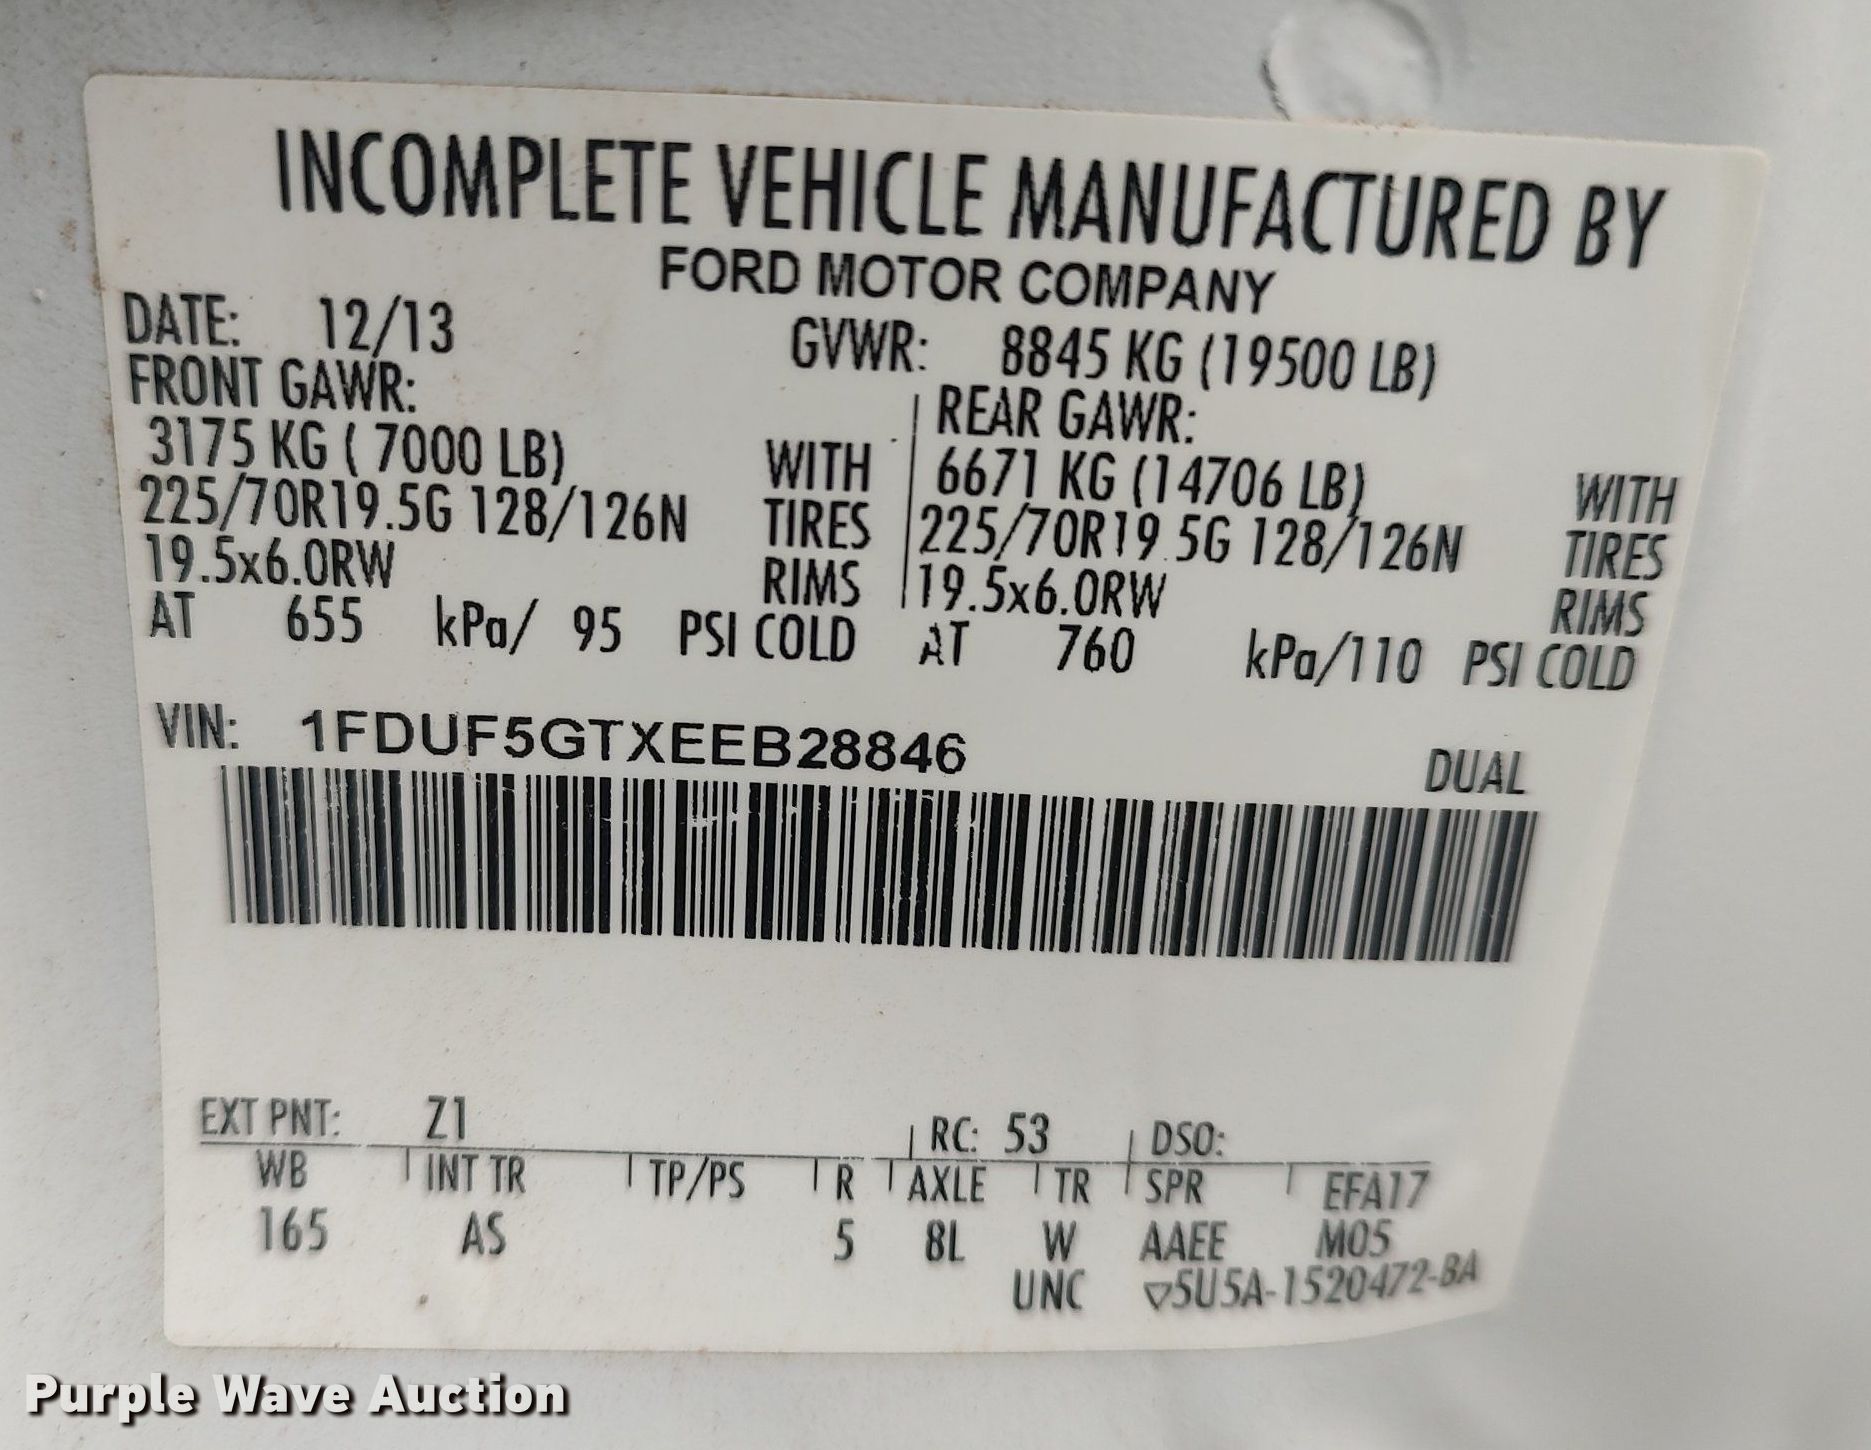 INCOMPLETE VEHICLE MANUFACTURED BY
FORD MOTOR COMPANY
DATE: 12/13 GVWR: 8845 KG (19500 LB)
FRONT GAWR: REAR GAWR:
3175 KG ( 7000 LB) WITH 6671 KG (14706 LB) WITH
225/70R19.5G 128/126N TIRES 225/70R19.5G 128/126N TIRES
19.5x6.0RW RIMS 19.5x6.0RW RIMS
AT 655 kPa/ 95 PSI COLD AT 760 kPa/110 PSI COLD
VIN: 1FDUF5GTXEEB28846
DUAL
EXT PNT: Z1 RC: 53 DSO:
WB INT TR TP/PS R AXLE TR SPR EFA17
165 AS 5 8L W AAEE M05
UNC ▽5U5A-1520472-BA
Purple Wave Auction